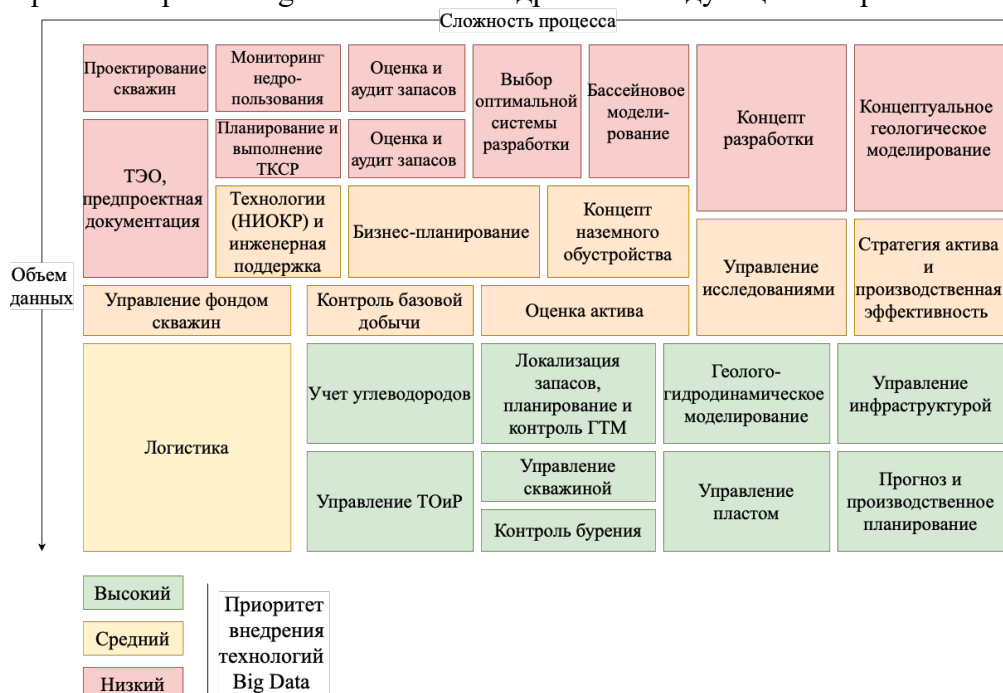 Сложность процесса
Проектирование
скважин
Мониторинг
недро-
пользования
Оценка и
аудит запасов
Выбор
оптимальной
системы
разработки
Бассейновое
модели-
рование
Концепт
разработки
Концептуальное
геологическое
моделирование
ТЭО,
предпроектная
документация
Планирование и
выполнение
ТКСР
Оценка и
аудит запасов
Технологии
(НИОКР) и
инженерная
поддержка
Бизнес-планирование
Концепт
наземного
обустройства
Управление
исследованиями
Стратегия актива
и
производственная
эффективность
Объем
данных
Управление фондом
скважин
Контроль базовой
добычи
Оценка актива
Логистика
Учет углеводородов
Локализация
запасов,
планирование и
контроль ГТМ
Геолого-
гидродинамическое
моделирование
Управление
инфраструктурой
Управление ТОиР
Управление
скважиной
Контроль бурения
Управление
пластом
Прогноз и
производственное
планирование
Высокий
Средний
Низкий
Приоритет
внедрения
технологий
Big Data